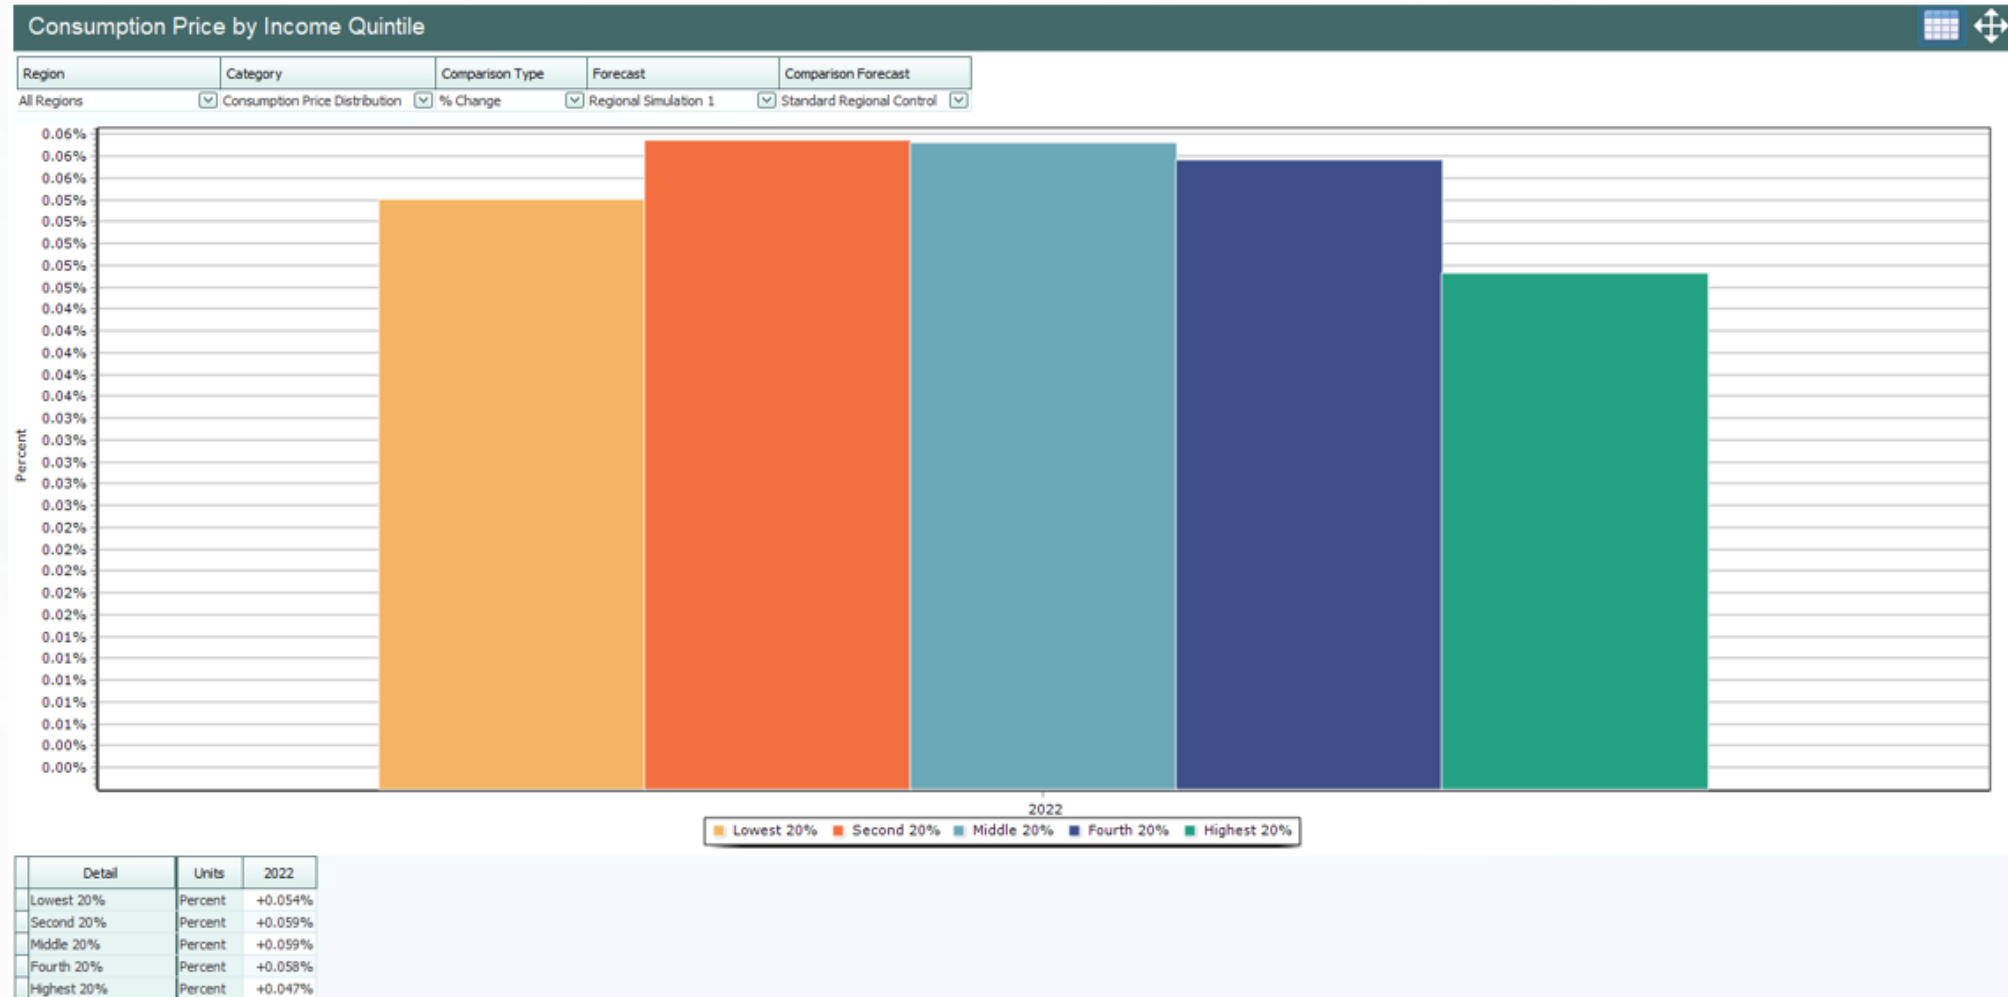 Consumption Price by Income Quintile
Region Category Comparison Type Forecast Comparison Forecast
All Regions Consumption Price Distribution % Change Regional Simulation 1 Standard Regional Control
0.06%
0.06%
0.06%
0.05%
0.05%
0.05%
0.05%
0.05%
0.04%
0.04%
0.04%
0.04%
0.04%
0.03%
0.03%
0.03%
0.03%
0.03%
0.02%
0.02%
0.02%
0.02%
0.02%
0.01%
0.01%
0.01%
0.01%
0.01%
0.00%
0.00%
Percent
2022
Lowest 20% Second 20% Middle 20% Fourth 20% Highest 20%
Detail Units 2022
Lowest 20% Percent +0.054%
Second 20% Percent +0.059%
Middle 20% Percent +0.059%
Fourth 20% Percent +0.058%
Highest 20% Percent +0.047%